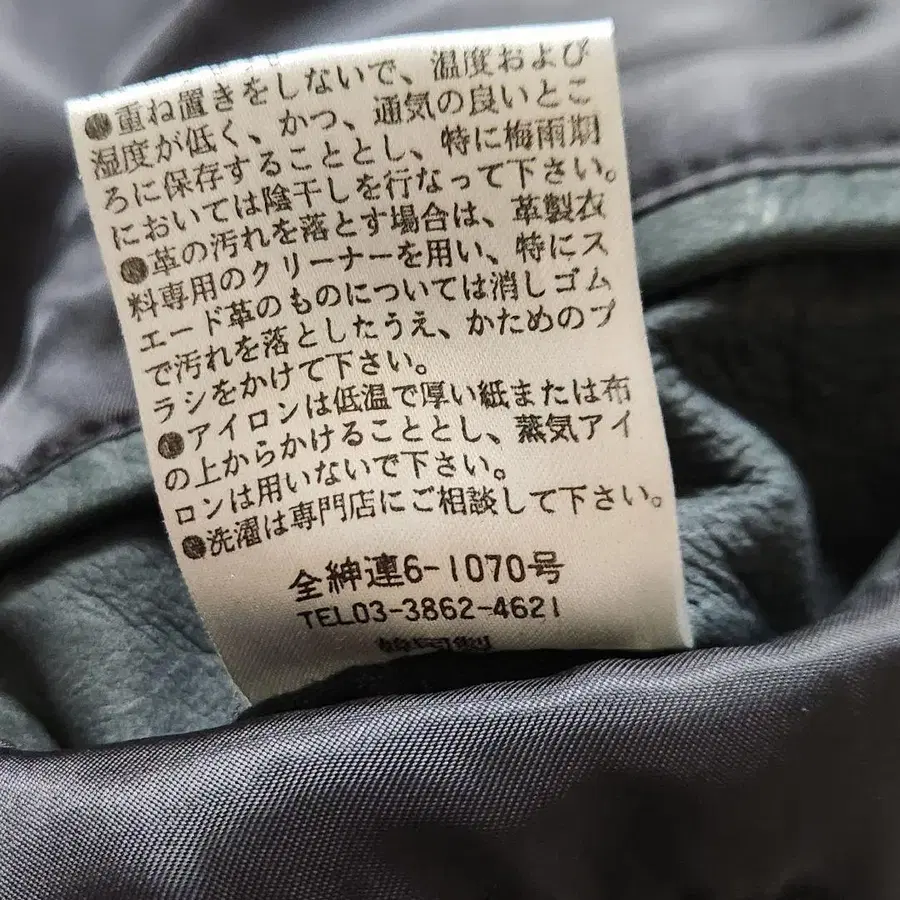 ●重ね置きをしないで、温度および
湿度が低く、かつ、通気の良いとこ
ろに保存することとし、特に梅雨期
においては陰干しを行なって下さい。
●革の汚れを落とす場合は、革製衣
料専用のクリーナーを用い、特にス
エード革のものについては消しゴム
で汚れを落としたうえ、かためのブ
ラシをかけて下さい。
●アイロンは低温で厚い紙または布
の上からかけることとし、蒸気アイ
ロンは用いないで下さい。
●洗濯は専門店にご相談して下さい。
全紳連6-1070号
TEL03-3862-4621
韓国製